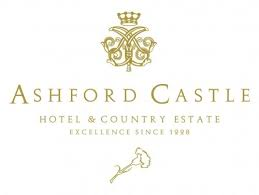 ASHFORD CASTLE
HOTEL & COUNTRY ESTATE
EXCELLENCE SINCE 1228